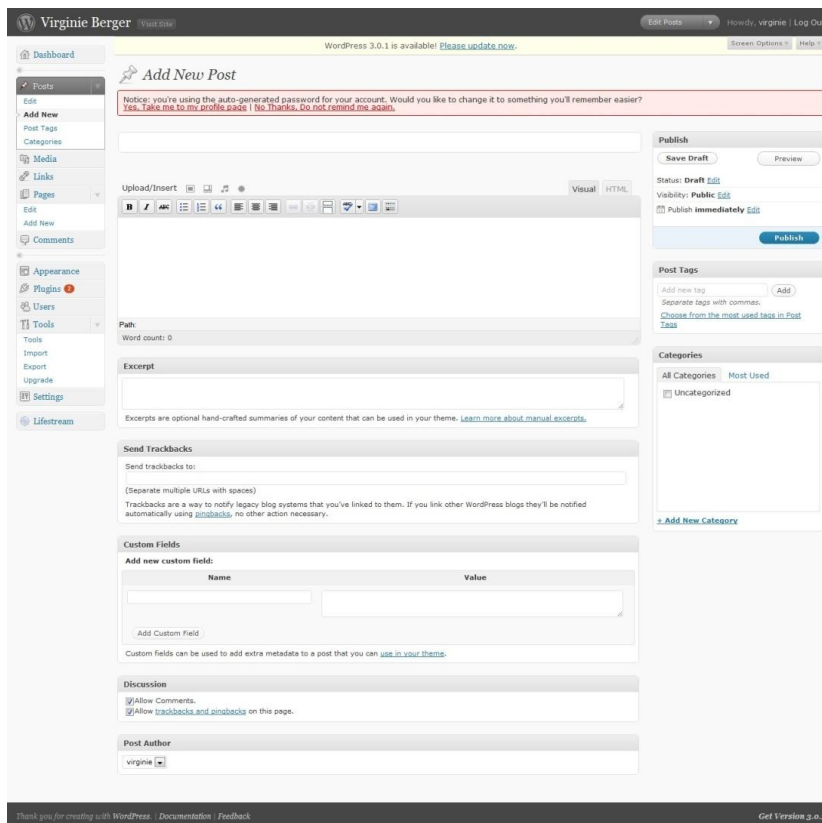 Virginie Berger Visit Site
Edit Posts Howdy, virginie | Log Ou
WordPress 3.0.1 is available! Please update now.
Screen Options Help
Dashboard
Posts
Edit
Add New
Post Tags
Categories
Media
Links
Pages
Edit
Add New
Comments
Appearance
Plugins
Users
Tools
Tools
Import
Export
Upgrade
Settings
Lifestream
Add New Post
Notice: you're using the auto-generated password for your account. Would you like to change it to something you'll remember easier?
Yes, Take me to my profile page | No Thanks, Do not remind me again.
Upload/Insert
Visual HTML
B I ABC
Path:
Word count: 0
Excerpt
Excerpts are optional hand-crafted summaries of your content that can be used in your theme. Learn more about manual excerpts.
Send Trackbacks
Send trackbacks to:
(Separate multiple URLs with spaces)
Trackbacks are a way to notify legacy blog systems that you've linked to them. If you link other WordPress blogs they'll be notified
automatically using pingbacks, no other action necessary.
Custom Fields
Add new custom field:
Name Value
Add Custom Field
Custom fields can be used to add extra metadata to a post that you can use in your theme.
Discussion
Allow Comments.
Allow trackbacks and pingbacks on this page.
Post Author
virginie
Publish
Save Draft Preview
Status: Draft Edit
Visibility: Public Edit
Publish immediately Edit
Publish
Post Tags
Add new tag Add
Separate tags with commas.
Choose from the most used tags in Post
Tags
Categories
All Categories Most Used
Uncategorized
+ Add New Category
Thank you for creating with WordPress. | Documentation | Feedback
Get Version 3.0.